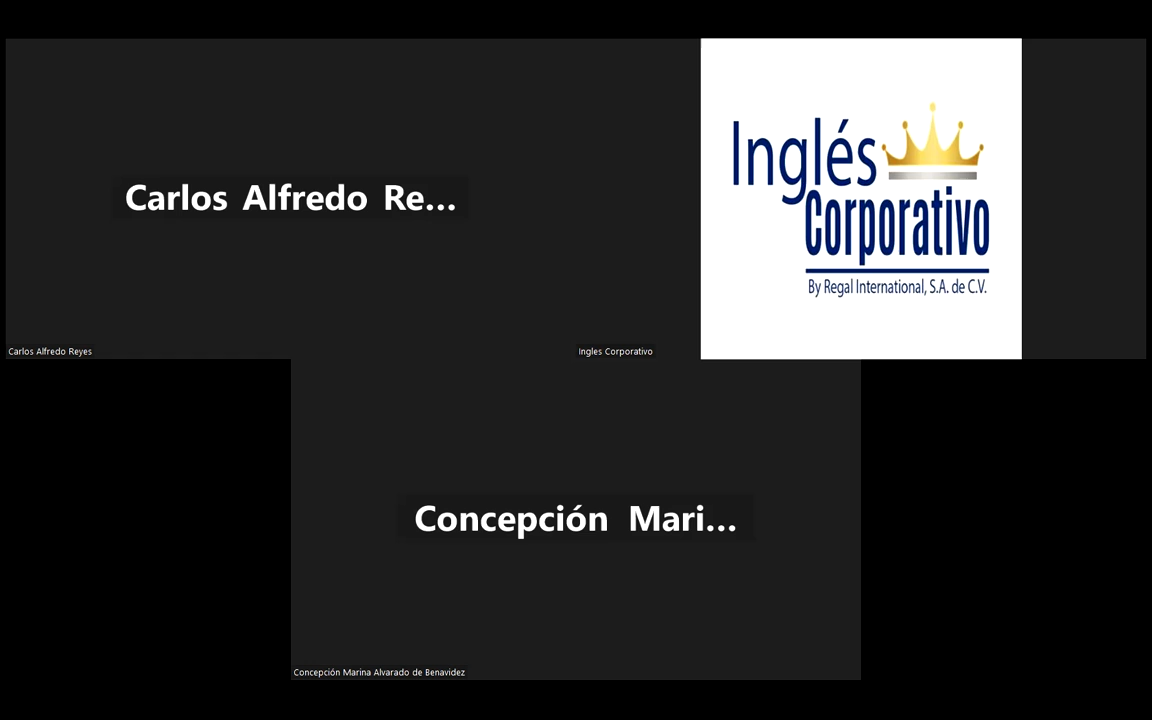 Carlos Alfredo Re...
Inglés
Corporativo
By Regal International, S.A. de C.V.
Carlos Alfredo Reyes
Ingles Corporativo
Concepción Mari...
Concepción Marina Alvarado de Benavidez